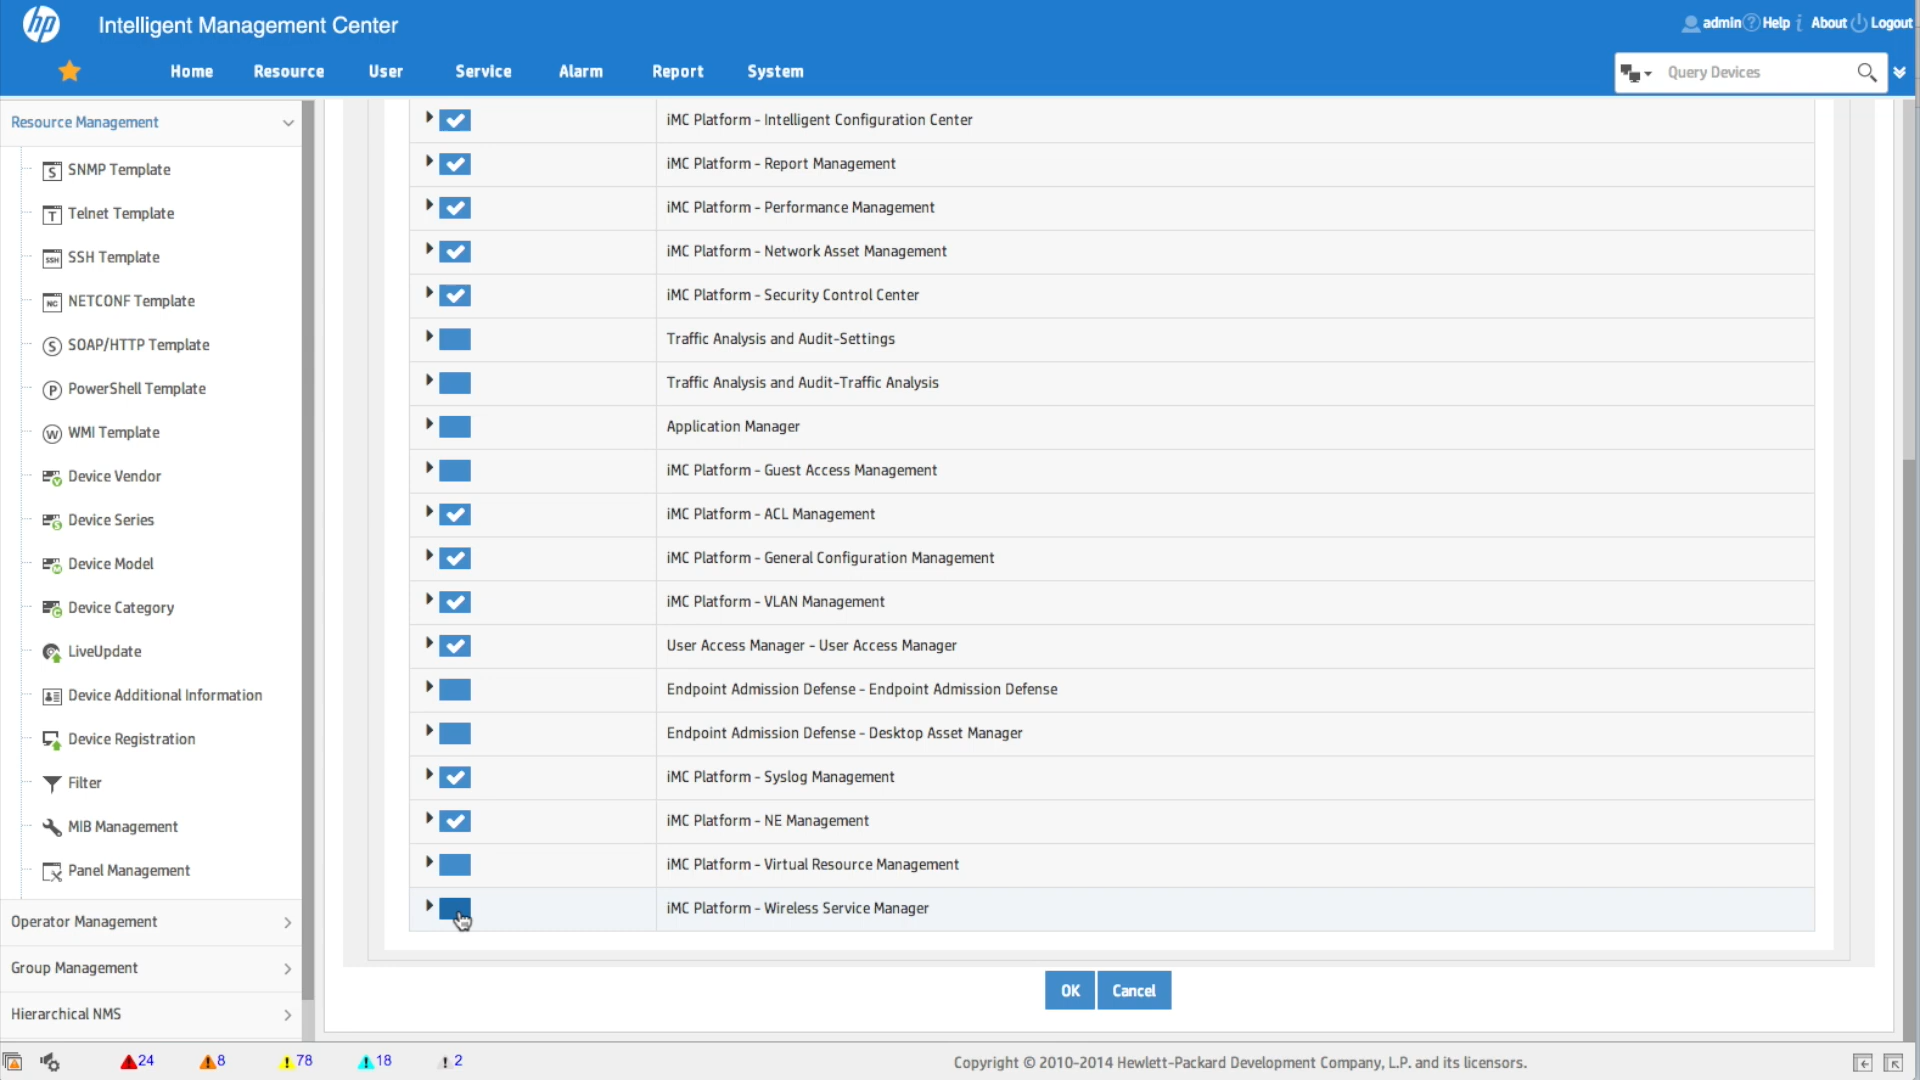 hp Intelligent Management Center
admin Help About Logout
Home Resource User Service Alarm Report System
Query Devices
Resource Management
SNMP Template
Telnet Template
SSH Template
NETCONF Template
SOAP/HTTP Template
PowerShell Template
WMI Template
Device Vendor
Device Series
Device Model
Device Category
LiveUpdate
Device Additional Information
Device Registration
Filter
MIB Management
Panel Management
Operator Management
Group Management
Hierarchical NMS
iMC Platform - Intelligent Configuration Center
iMC Platform - Report Management
iMC Platform - Performance Management
iMC Platform - Network Asset Management
iMC Platform - Security Control Center
Traffic Analysis and Audit-Settings
Traffic Analysis and Audit-Traffic Analysis
Application Manager
iMC Platform - Guest Access Management
iMC Platform - ACL Management
iMC Platform - General Configuration Management
iMC Platform - VLAN Management
User Access Manager - User Access Manager
Endpoint Admission Defense - Endpoint Admission Defense
Endpoint Admission Defense - Desktop Asset Manager
iMC Platform - Syslog Management
iMC Platform - NE Management
iMC Platform - Virtual Resource Management
iMC Platform - Wireless Service Manager
OK Cancel
24 8 78 18 2
Copyright © 2010-2014 Hewlett-Packard Development Company, L.P. and its licensors.